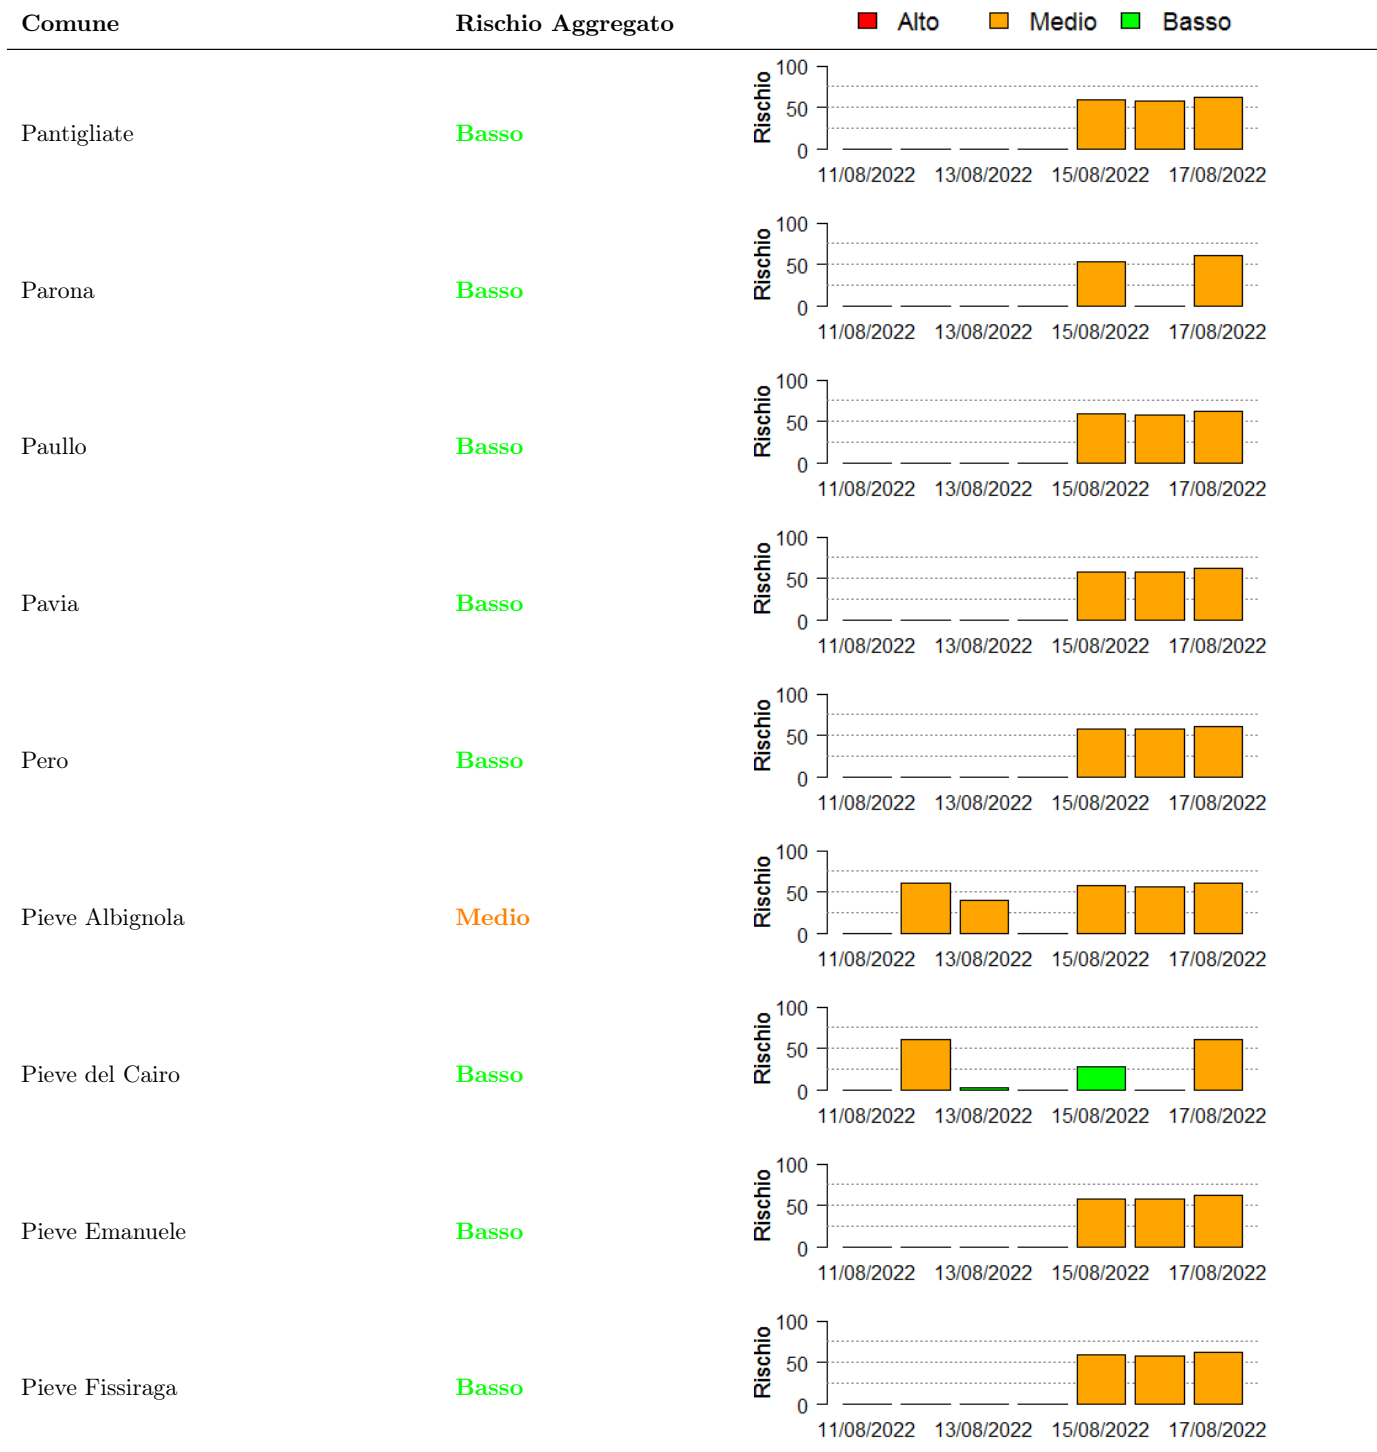 Comune Rischio Aggregato Alto Medio Basso
100
50
0
Rischio
Pantigliate Basso
11/08/2022 13/08/2022 15/08/2022 17/08/2022
100
50
0
Rischio
Parona Basso
11/08/2022 13/08/2022 15/08/2022 17/08/2022
100
50
0
Rischio
Paullo Basso
11/08/2022 13/08/2022 15/08/2022 17/08/2022
100
50
0
Rischio
Pavia Basso
11/08/2022 13/08/2022 15/08/2022 17/08/2022
100
50
0
Rischio
Pero Basso
11/08/2022 13/08/2022 15/08/2022 17/08/2022
100
50
0
Rischio
Pieve Albignola Medio
11/08/2022 13/08/2022 15/08/2022 17/08/2022
100
50
0
Rischio
Pieve del Cairo Basso
11/08/2022 13/08/2022 15/08/2022 17/08/2022
100
50
0
Rischio
Pieve Emanuele Basso
11/08/2022 13/08/2022 15/08/2022 17/08/2022
100
50
0
Rischio
Pieve Fissiraga Basso
11/08/2022 13/08/2022 15/08/2022 17/08/2022